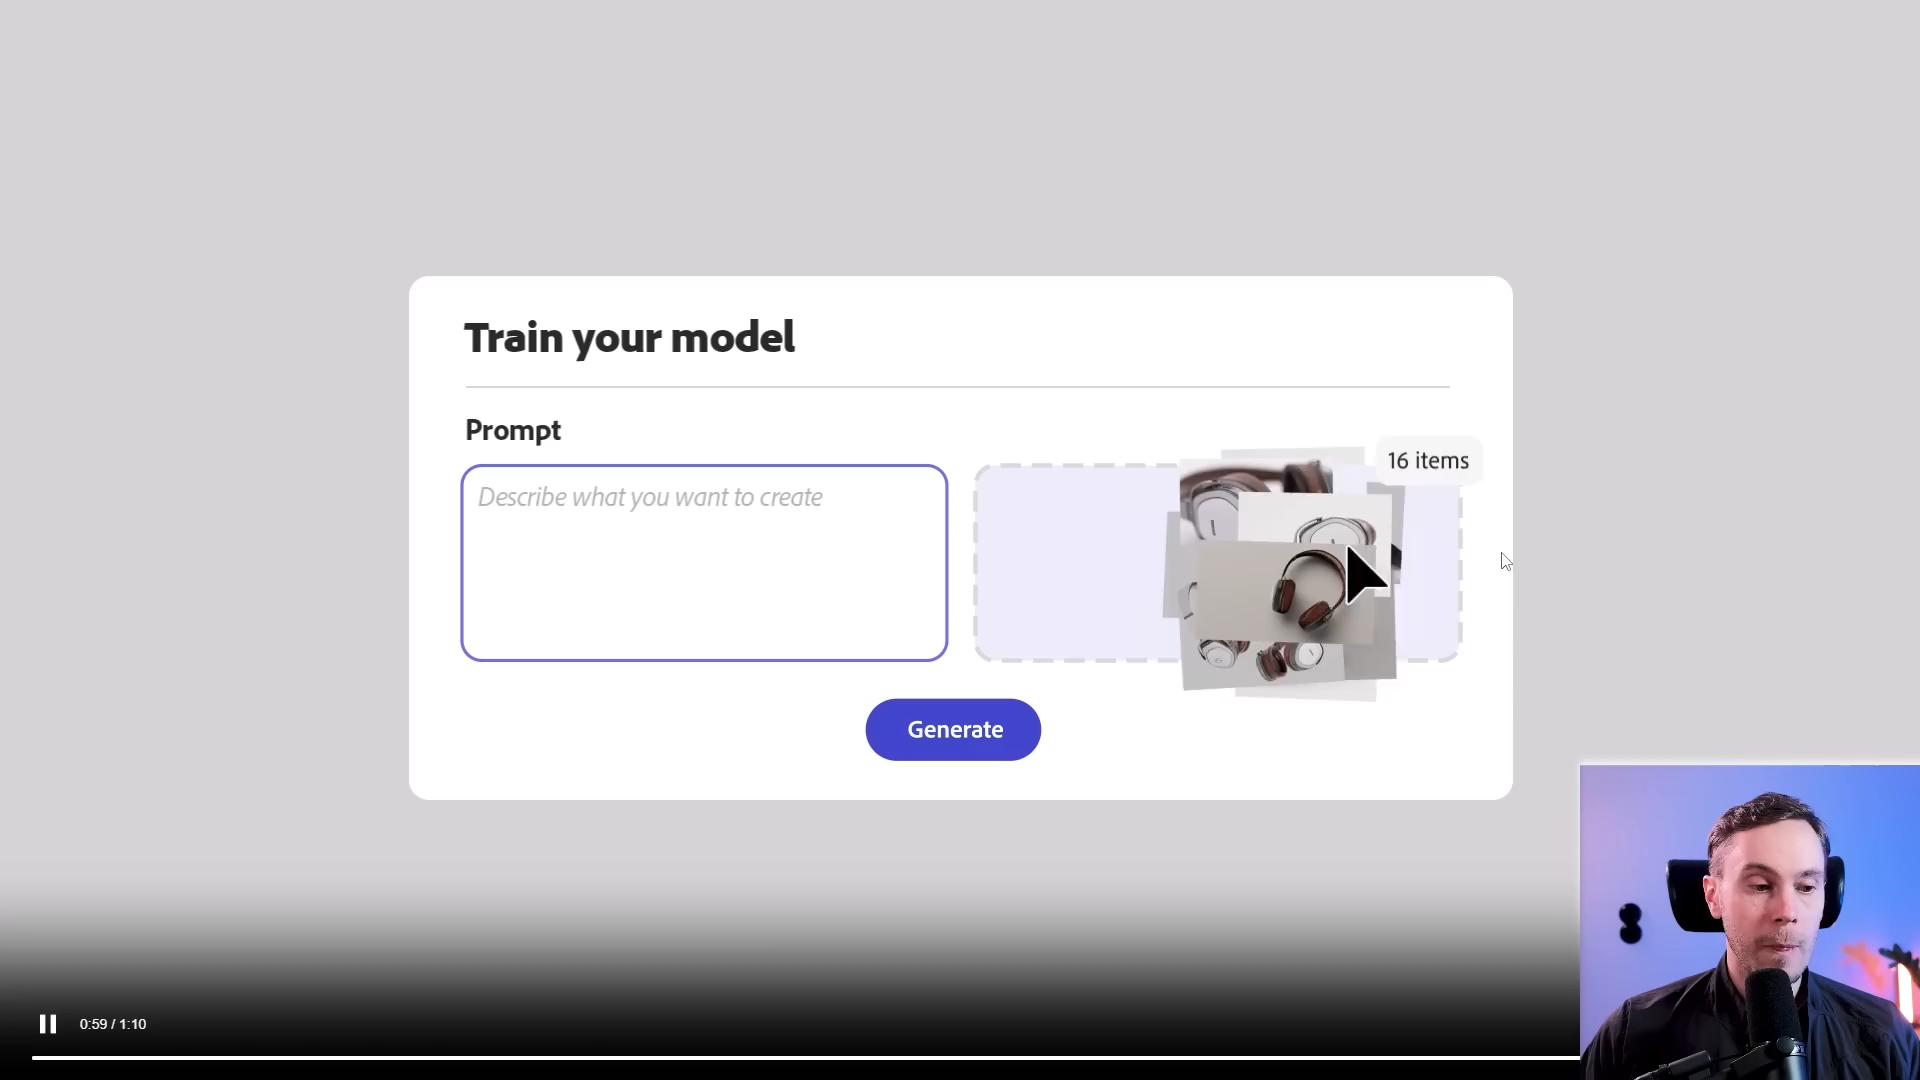 Train your model
Prompt
16 items
Describe what you want to create
Generate
0:59 / 1:10